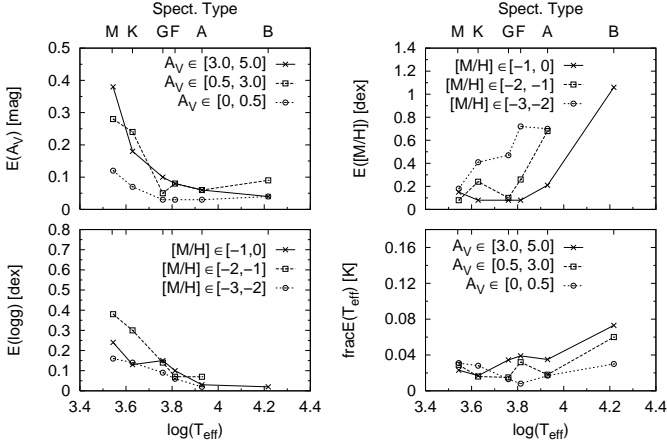 Spect. Type
M K G F A B
E(A_V) [mag]
0.5
0.4
0.3
0.2
0.1
0
A_V ∈ [3.0, 5.0]
A_V ∈ [0.5, 3.0]
A_V ∈ [0, 0.5]
Spect. Type
M K G F A B
E([M/H]) [dex]
1.4
1.2
1
0.8
0.6
0.4
0.2
0
[M/H] ∈ [−1, 0]
[M/H] ∈ [−2, −1]
[M/H] ∈ [−3,−2]
E(logg) [dex]
0.8
0.7
0.6
0.5
0.4
0.3
0.2
0.1
0
[M/H] ∈ [−1,0]
[M/H] ∈ [−2,−1]
[M/H] ∈ [−3,−2]
3.4 3.6 3.8 4 4.2 4.4
log(T_eff)
fracE(T_eff) [K]
0.16
0.12
0.08
0.04
0.00
A_V ∈ [3.0, 5.0]
A_V ∈ [0.5, 3.0]
A_V ∈ [0, 0.5]
3.4 3.6 3.8 4 4.2 4.4
log(T_eff)